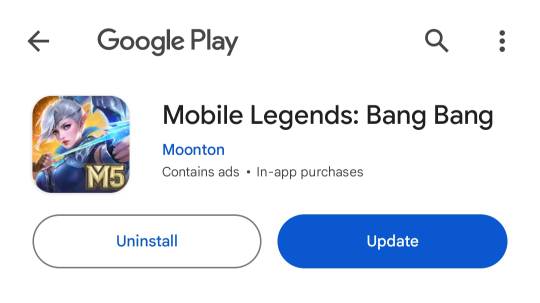 Google Play
Mobile Legends: Bang Bang
M5
Moonton
Contains ads • In-app purchases
Uninstall
Update